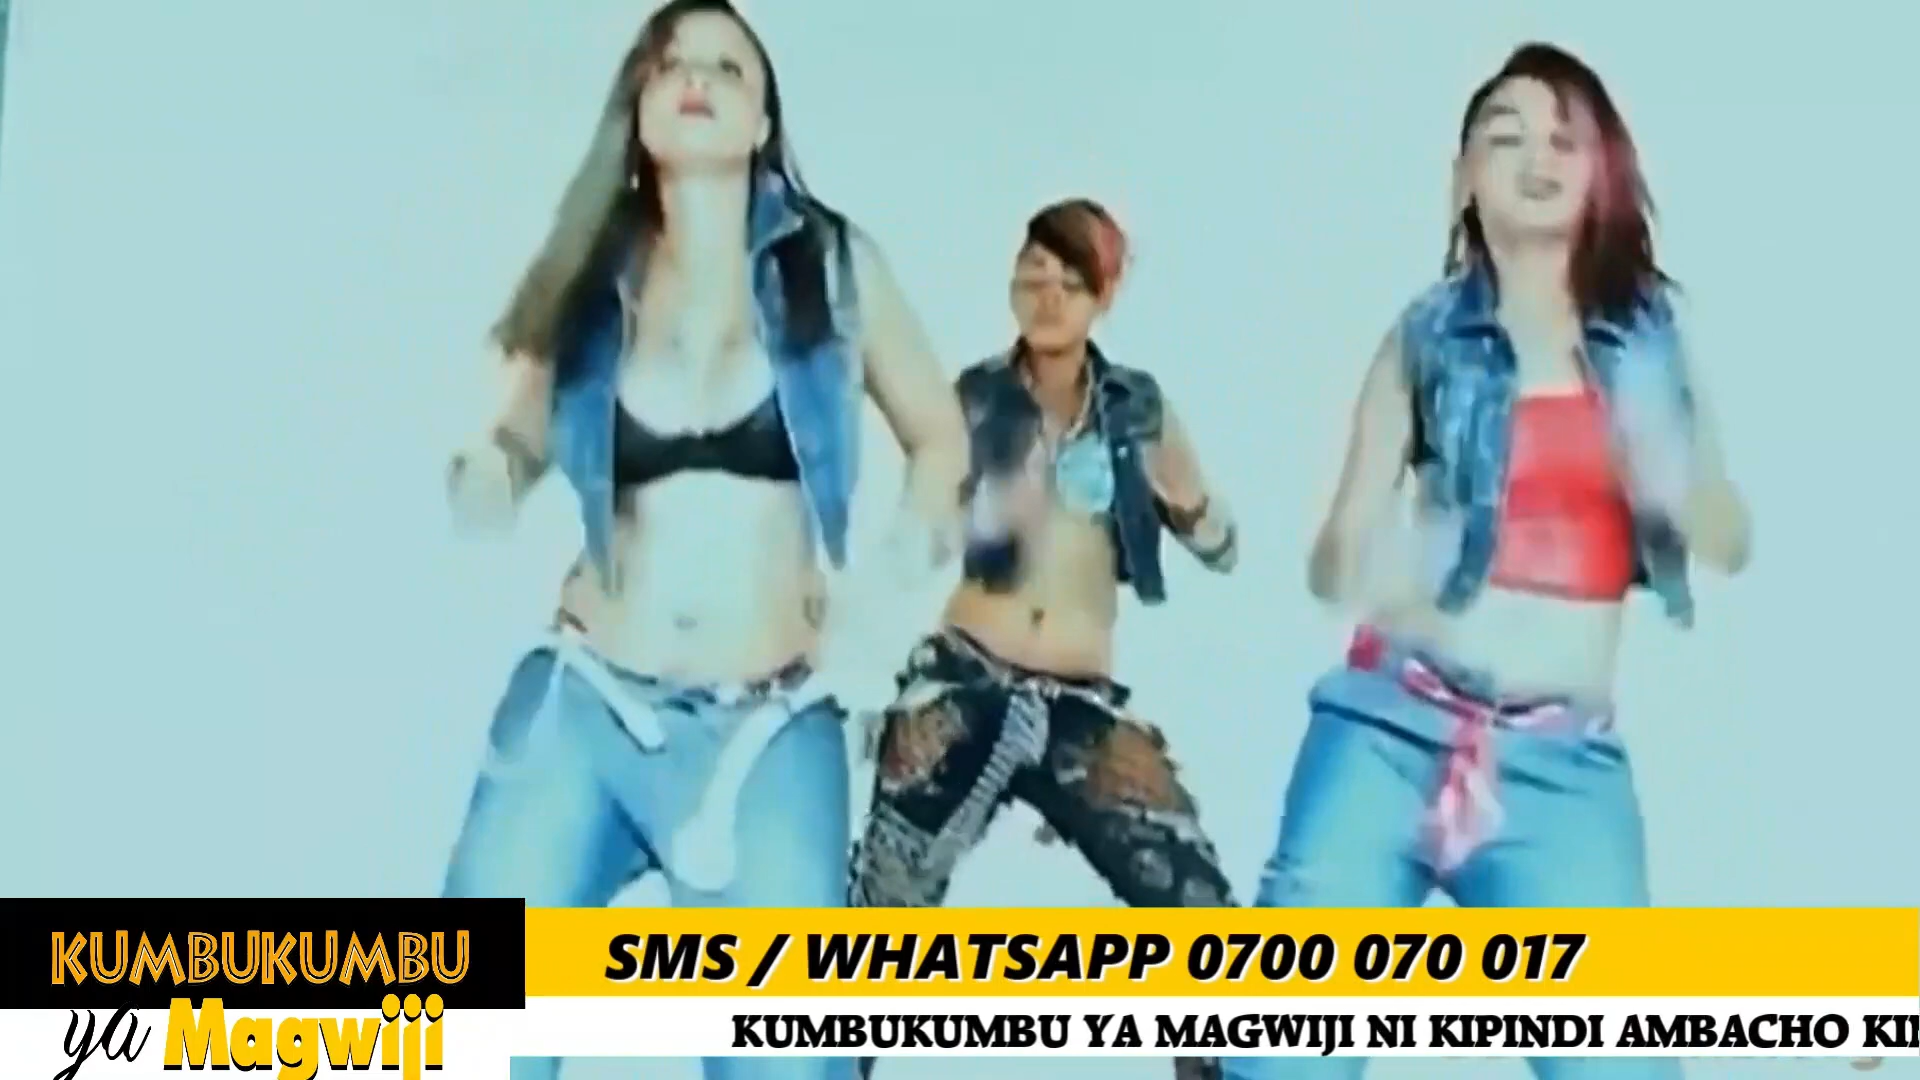 SMS / WHATSAPP 0700 070 017
KUMBUKUMBU
ya Magwiji
KUMBUKUMBU YA MAGWIJI NI KIPINDI AMBACHO